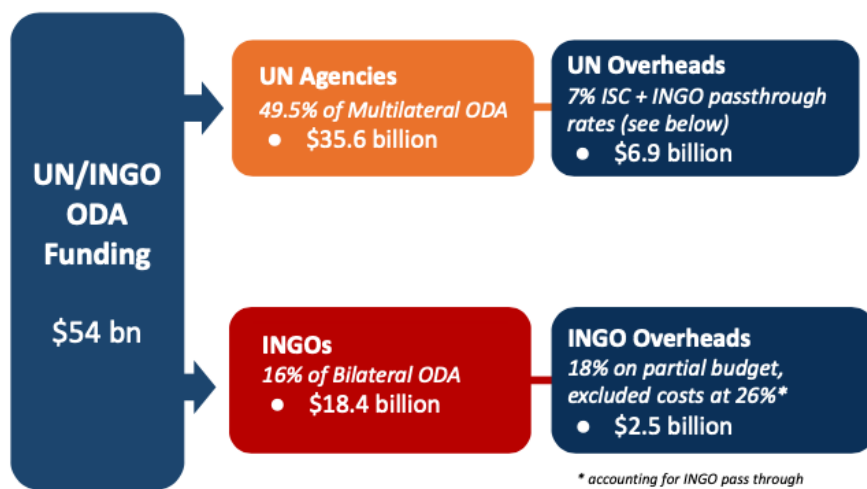 UN/INGO
ODA
Funding
$54 bn
UN Agencies
49.5% of Multilateral ODA
● $35.6 billion
UN Overheads
7% ISC + INGO passthrough
rates (see below)
● $6.9 billion
INGOs
16% of Bilateral ODA
● $18.4 billion
INGO Overheads
18% on partial budget,
excluded costs at 26%*
● $2.5 billion
* accounting for INGO pass through